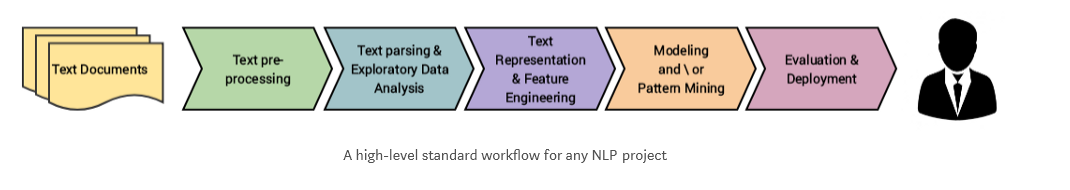 Text Documents
Text pre-
processing
Text parsing &
Exploratory Data
Analysis
Text
Representation
& Feature
Engineering
Modeling
and \ or
Pattern Mining
Evaluation &
Deployment
A high-level standard workflow for any NLP project